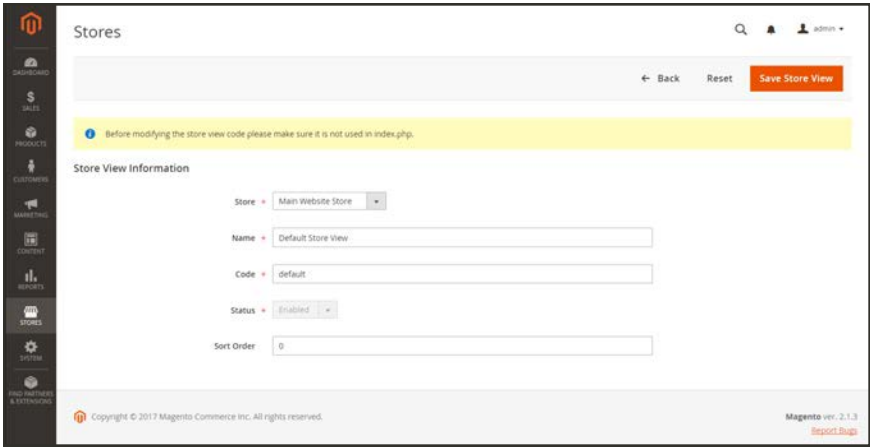 Stores
admin
DASHBOARD
SALES
PRODUCTS
CUSTOMERS
MARKETING
CONTENT
REPORTS
STORES
SYSTEM
FIND PARTNERS
& EXTENSIONS
← Back Reset Save Store View
Before modifying the store view code please make sure it is not used in index.php.
Store View Information
Store * Main Website Store
Name * Default Store View
Code * default
Status * Enabled
Sort Order 0
Copyright © 2017 Magento Commerce Inc. All rights reserved.
Magento ver. 2.1.3
Report Bugs